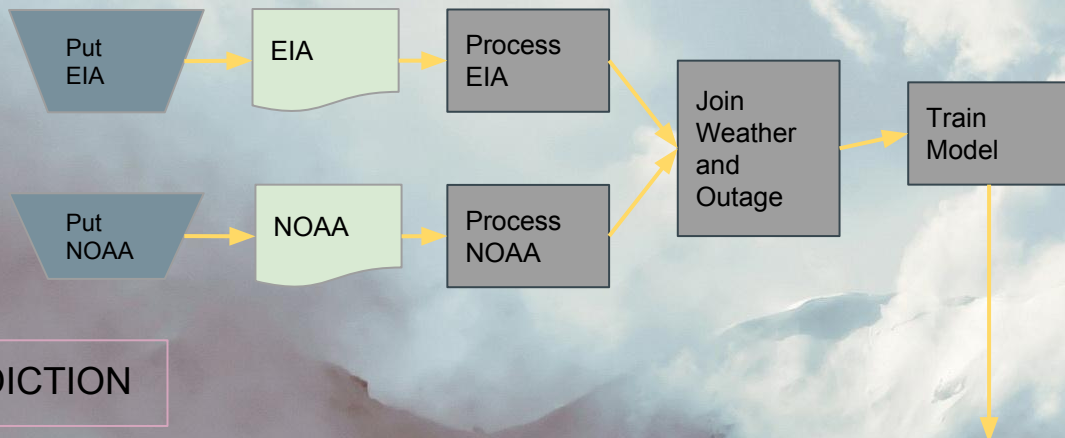 Put
EIA
EIA
Process
EIA
Join
Weather
and
Outage
Train
Model
Put
NOAA
NOAA
Process
NOAA
DICTION